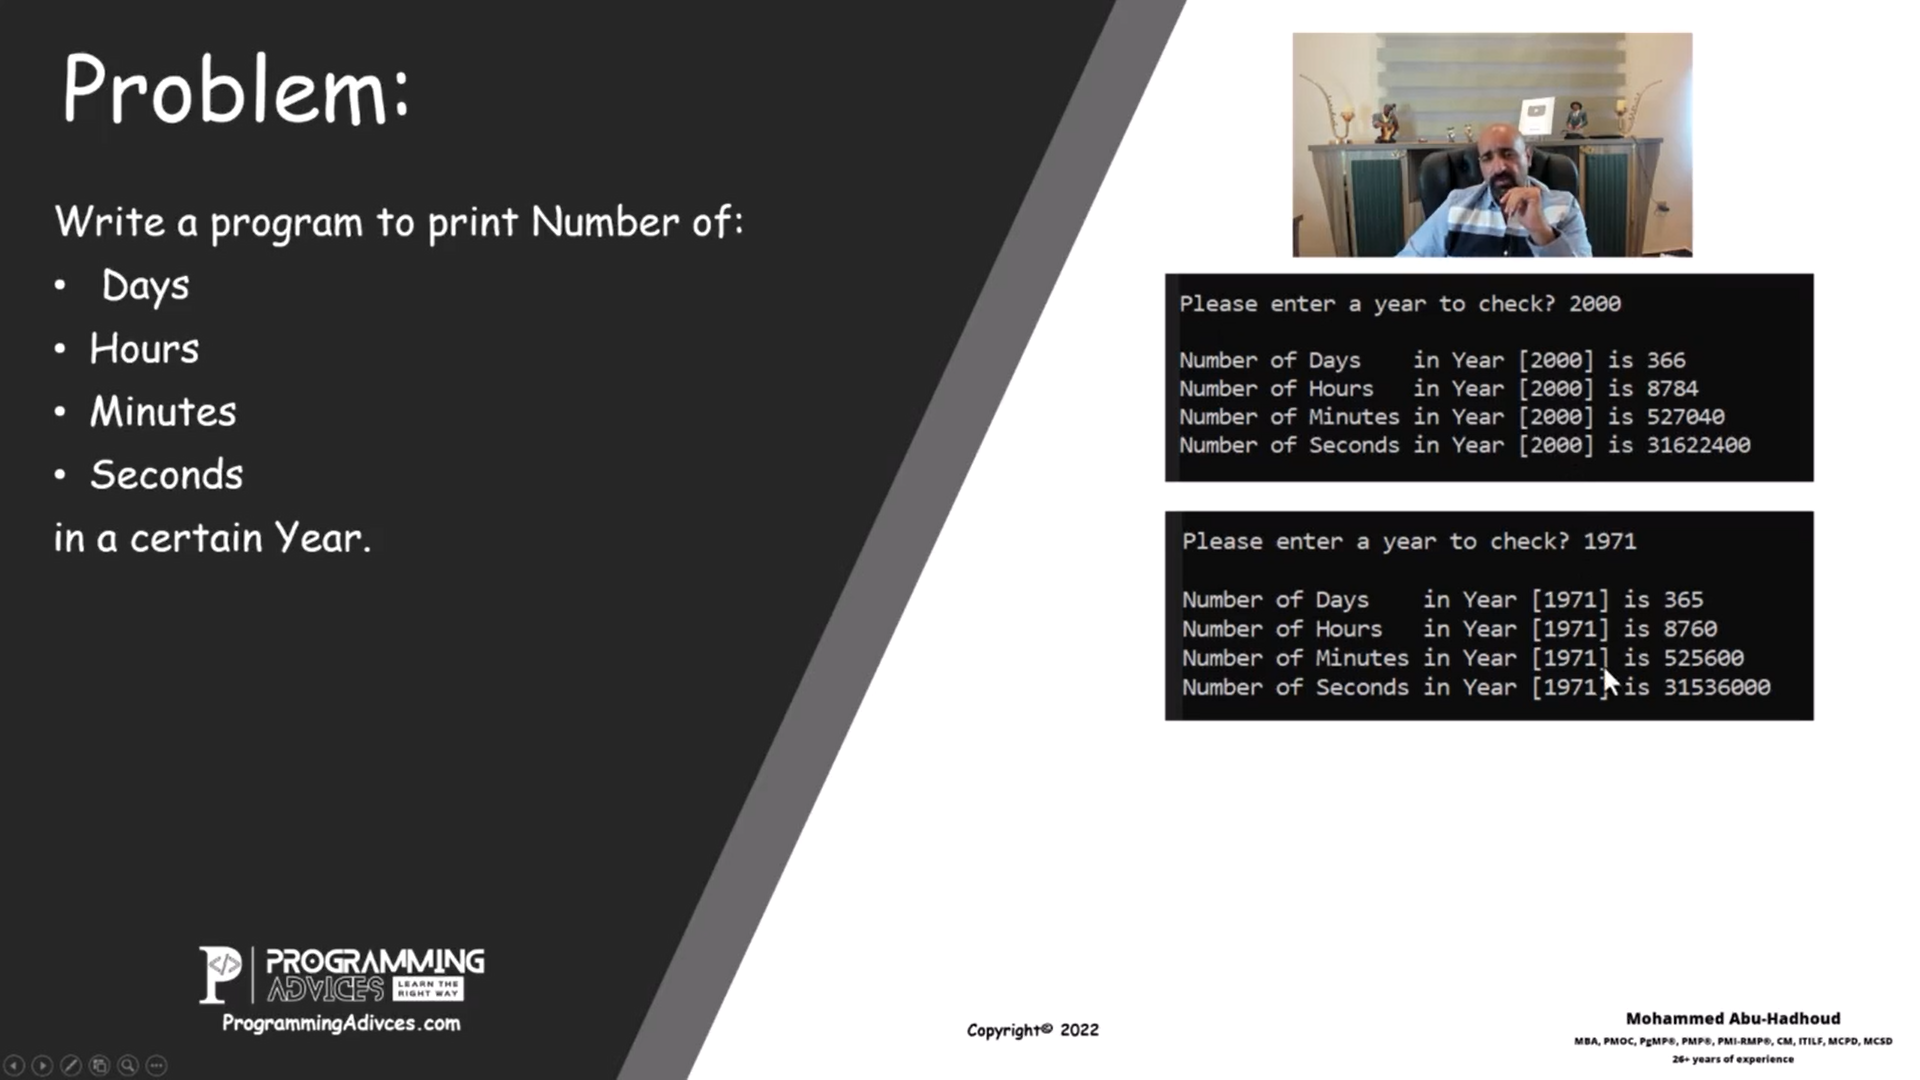 Problem:
Write a program to print Number of:
• Days
• Hours
• Minutes
• Seconds
in a certain Year.
Please enter a year to check? 2000
Number of Days    in Year [2000] is 366
Number of Hours   in Year [2000] is 8784
Number of Minutes in Year [2000] is 527040
Number of Seconds in Year [2000] is 31622400
Please enter a year to check? 1971
Number of Days    in Year [1971] is 365
Number of Hours   in Year [1971] is 8760
Number of Minutes in Year [1971] is 525600
Number of Seconds in Year [1971] is 31536000
P </> PROGRAMMING
ADVICES LEARN THE
RIGHT WAY
ProgrammingAdivces.com
Copyright© 2022
Mohammed Abu-Hadhoud
MBA, PMOC, PgMP®, PMP®, PMI-RMP®, CM, ITILF, MCPD, MCSD
26+ years of experience